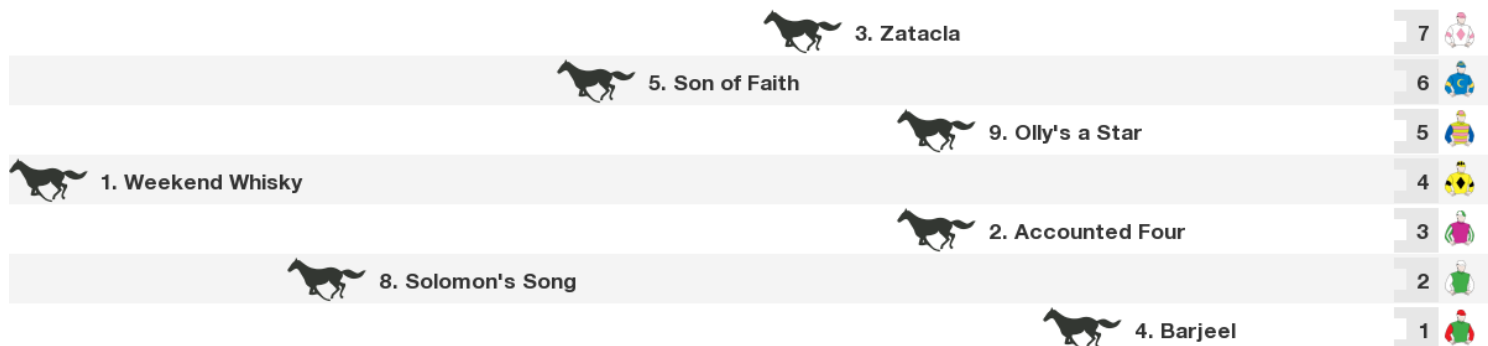 3. Zatacla 7
5. Son of Faith 6
9. Olly's a Star 5
1. Weekend Whisky 4
2. Accounted Four 3
8. Solomon's Song 2
4. Barjeel 1